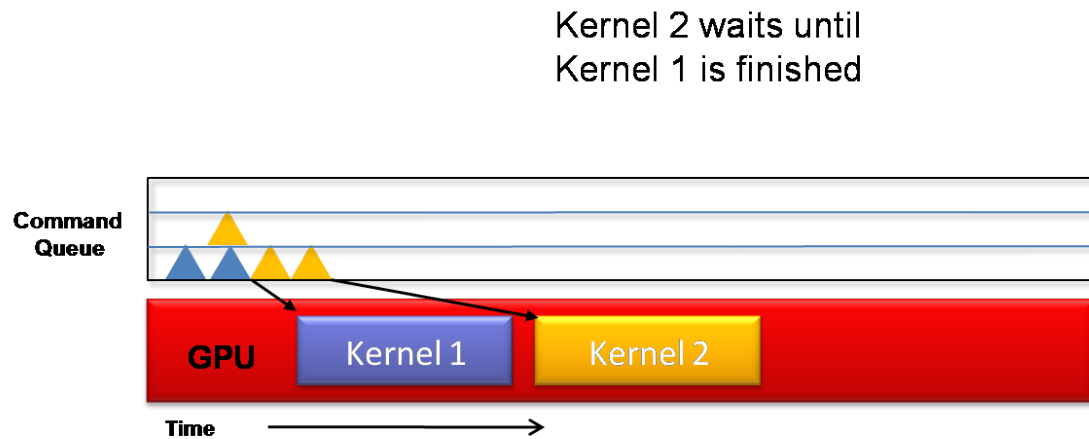 Kernel 2 waits until
Kernel 1 is finished
Command
Queue
GPU
Kernel 1
Kernel 2
Time